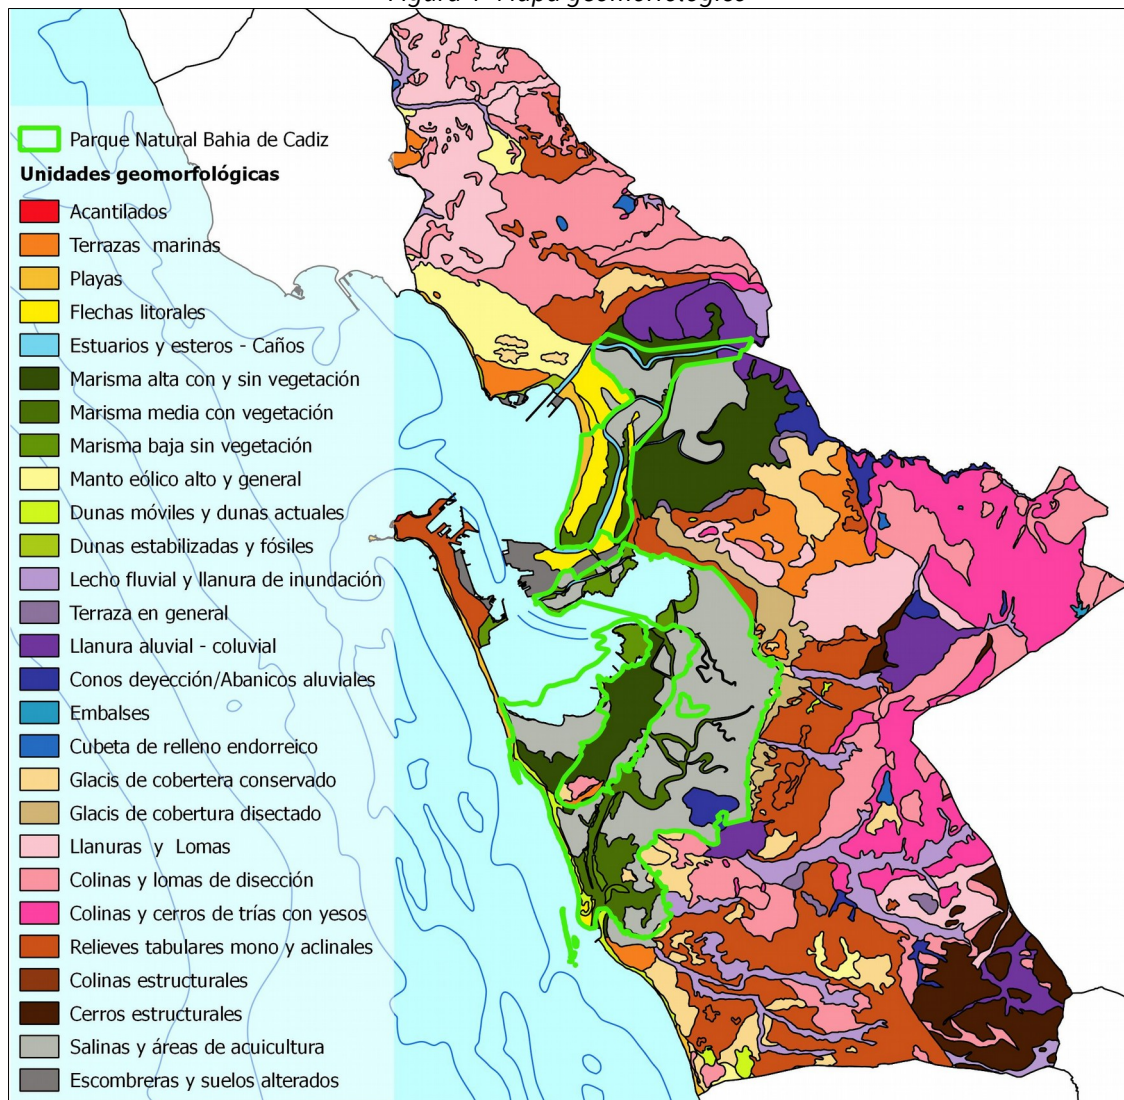 Figura 1 Mapa geomorfológico
Parque Natural Bahia de Cadiz
Unidades geomorfológicas
Acantilados
Terrazas marinas
Playas
Flechas litorales
Estuarios y esteros - Caños
Marisma alta con y sin vegetación
Marisma media con vegetación
Marisma baja sin vegetación
Manto eólico alto y general
Dunas móviles y dunas actuales
Dunas estabilizadas y fósiles
Lecho fluvial y llanura de inundación
Terraza en general
Llanura aluvial - coluvial
Conos deyección/Abanicos aluviales
Embalses
Cubeta de relleno endorreico
Glacis de cobertera conservado
Glacis de cobertura disectado
Llanuras y Lomas
Colinas y lomas de disección
Colinas y cerros de trías con yesos
Relieves tabulares mono y aclinales
Colinas estructurales
Cerros estructurales
Salinas y áreas de acuicultura
Escombreras y suelos alterados